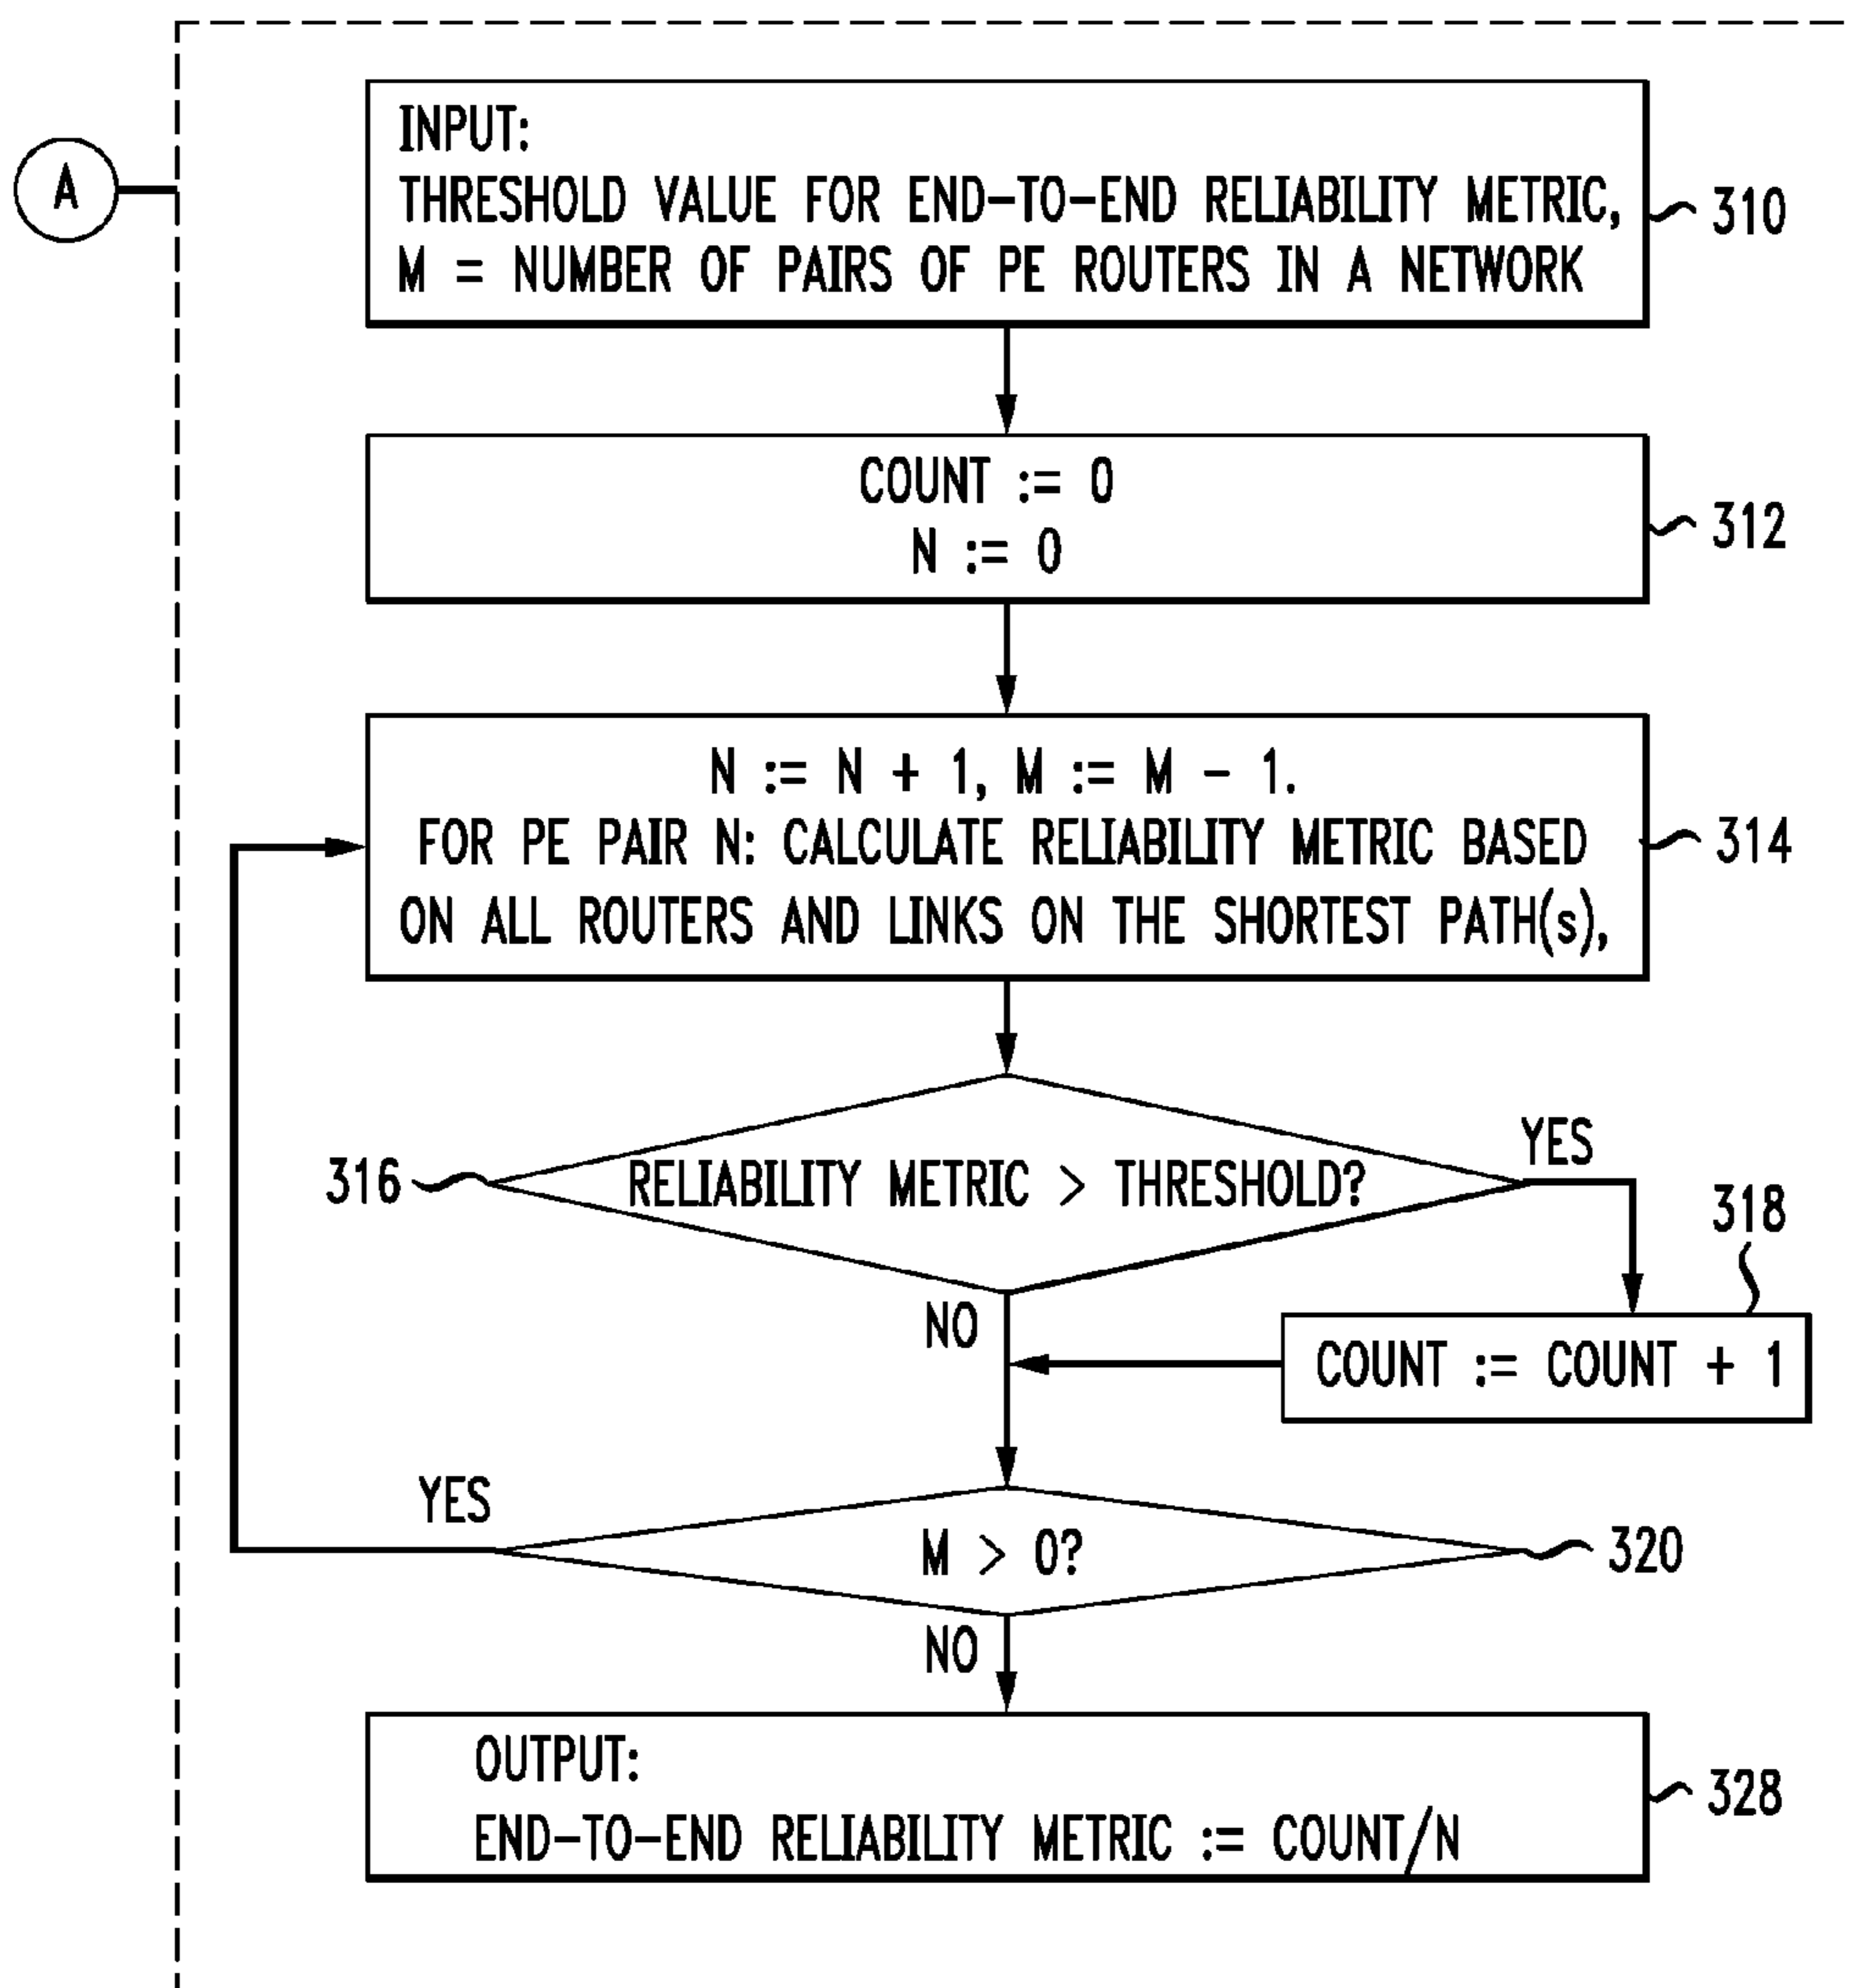 A
INPUT:
THRESHOLD VALUE FOR END-TO-END RELIABILITY METRIC,
M = NUMBER OF PAIRS OF PE ROUTERS IN A NETWORK
310
COUNT := 0
N := 0
312
N := N + 1, M := M - 1.
FOR PE PAIR N: CALCULATE RELIABILITY METRIC BASED
ON ALL ROUTERS AND LINKS ON THE SHORTEST PATH(s),
314
316
RELIABILITY METRIC > THRESHOLD?
YES
318
NO
COUNT := COUNT + 1
YES
M > 0?
320
NO
OUTPUT:
END-TO-END RELIABILITY METRIC := COUNT/N
328